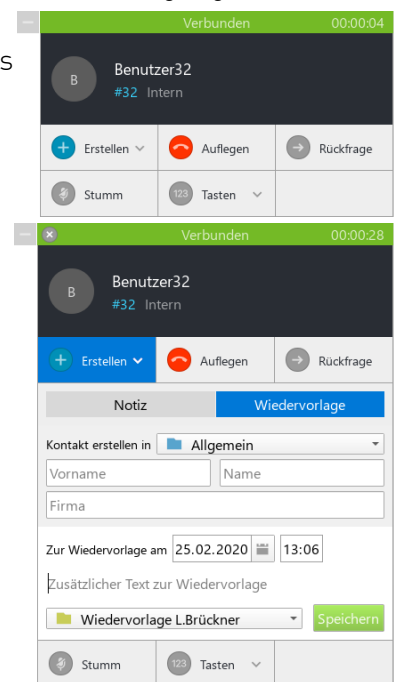 Verbunden 00:00:04
s
B Benutzer32
#32 Intern
Erstellen Auflegen Rückfrage
Stumm 123 Tasten
Verbunden 00:00:28
B Benutzer32
#32 Intern
Erstellen Auflegen Rückfrage
Notiz Wiedervorlage
Kontakt erstellen in Allgemein
Vorname Name
Firma
Zur Wiedervorlage am 25.02.2020 13:06
Zusätzlicher Text zur Wiedervorlage
Wiedervorlage L.Brückner Speichern
Stumm 123 Tasten